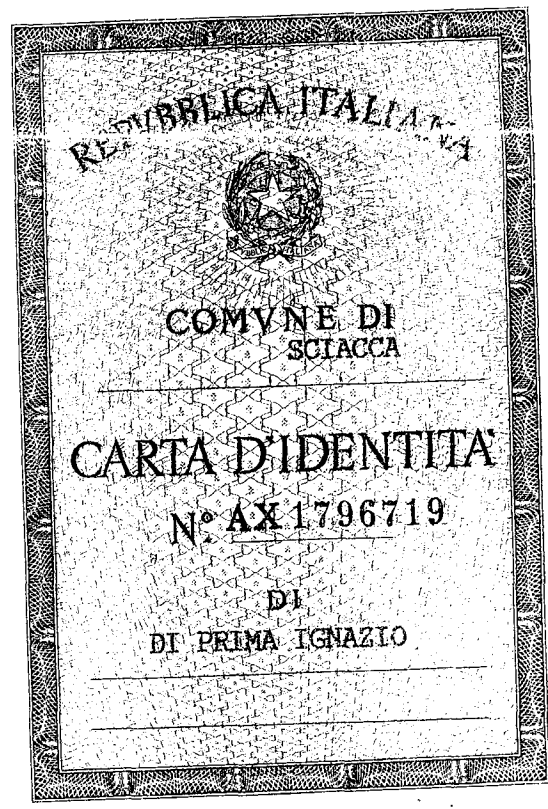 REPVBBLICA ITALIANA
COMVNE DI
SCIACCA
CARTA D'IDENTITA'
N° AX 1796719
DI
DI PRIMA IGNAZIO